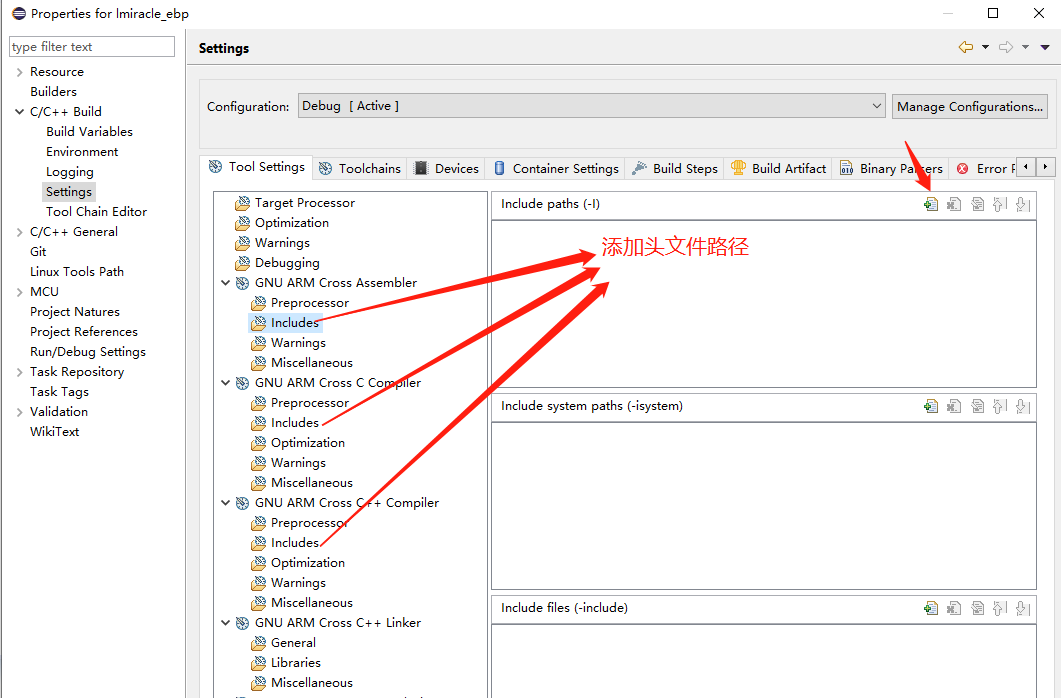 Properties for lmiracle_ebp
type filter text
Resource
Builders
C/C++ Build
Build Variables
Environment
Logging
Settings
Tool Chain Editor
C/C++ General
Git
Linux Tools Path
MCU
Project Natures
Project References
Run/Debug Settings
Task Repository
Task Tags
Validation
WikiText
Settings
Configuration: Debug [ Active ] Manage Configurations...
Tool Settings Toolchains Devices Container Settings Build Steps Build Artifact Binary Parsers Error
Target Processor
Optimization
Warnings
Debugging
GNU ARM Cross Assembler
Preprocessor
Includes
Warnings
Miscellaneous
GNU ARM Cross C Compiler
Preprocessor
Includes
Optimization
Warnings
Miscellaneous
GNU ARM Cross C++ Compiler
Preprocessor
Includes
Optimization
Warnings
Miscellaneous
GNU ARM Cross C++ Linker
General
Libraries
Miscellaneous
Include paths (-I)
添加头文件路径
Include system paths (-isystem)
Include files (-include)